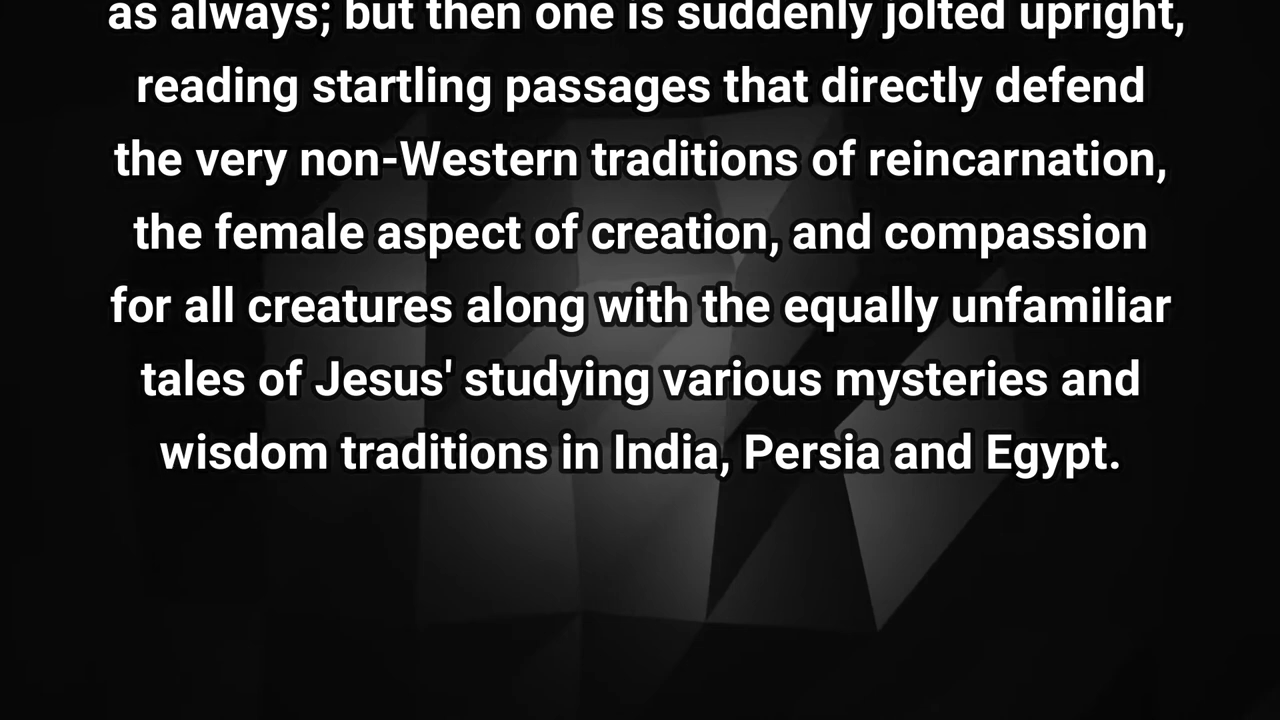 as always; but then one is suddenly jolted upright,
reading startling passages that directly defend
the very non-Western traditions of reincarnation,
the female aspect of creation, and compassion
for all creatures along with the equally unfamiliar
tales of Jesus' studying various mysteries and
wisdom traditions in India, Persia and Egypt.